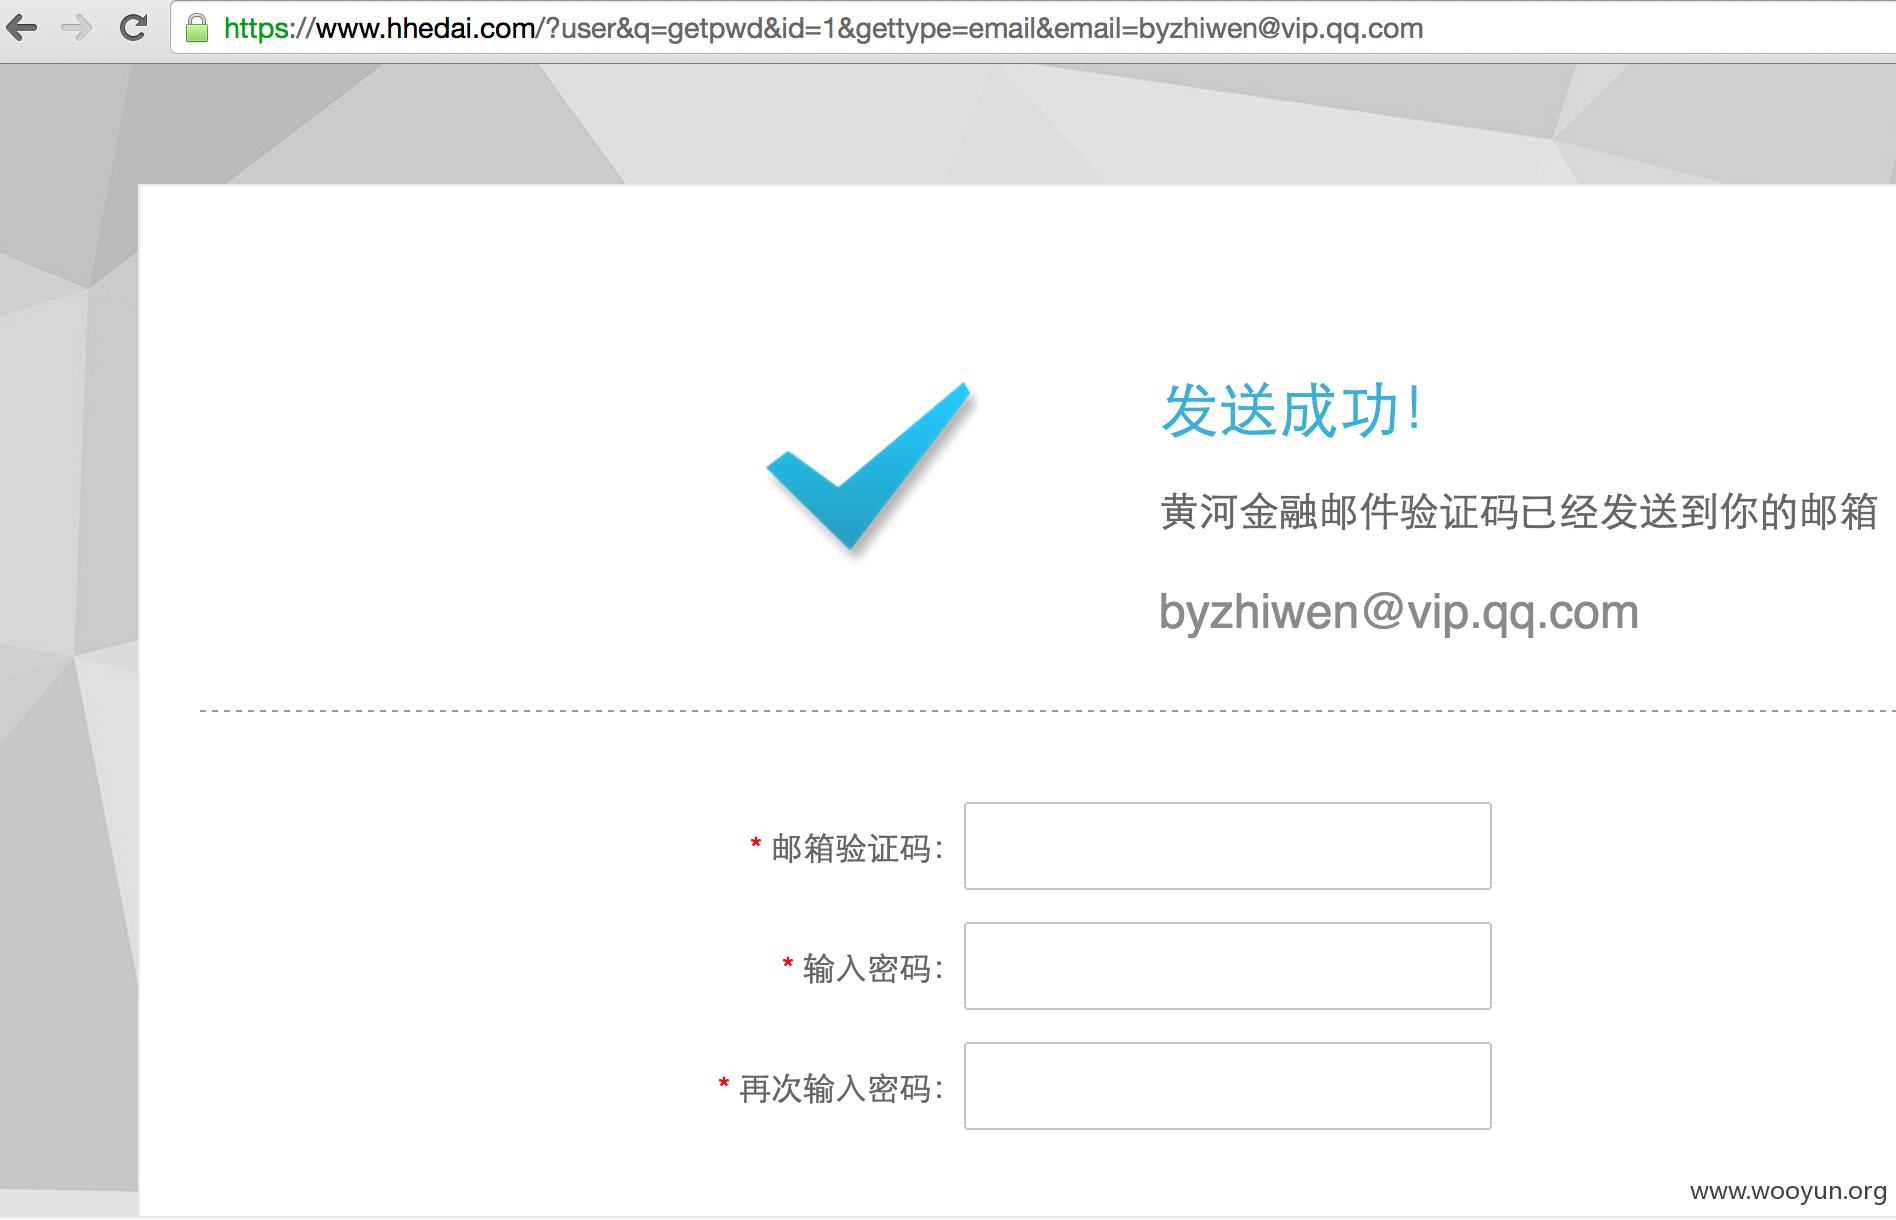 https://www.hhedai.com/?user&q=getpwd&id=1&gettype=email&email=byzhiwen@vip.qq.com
发送成功！
黄河金融邮件验证码已经发送到你的邮箱
byzhiwen@vip.qq.com
* 邮箱验证码：
* 输入密码：
* 再次输入密码：
www.wooyun.org